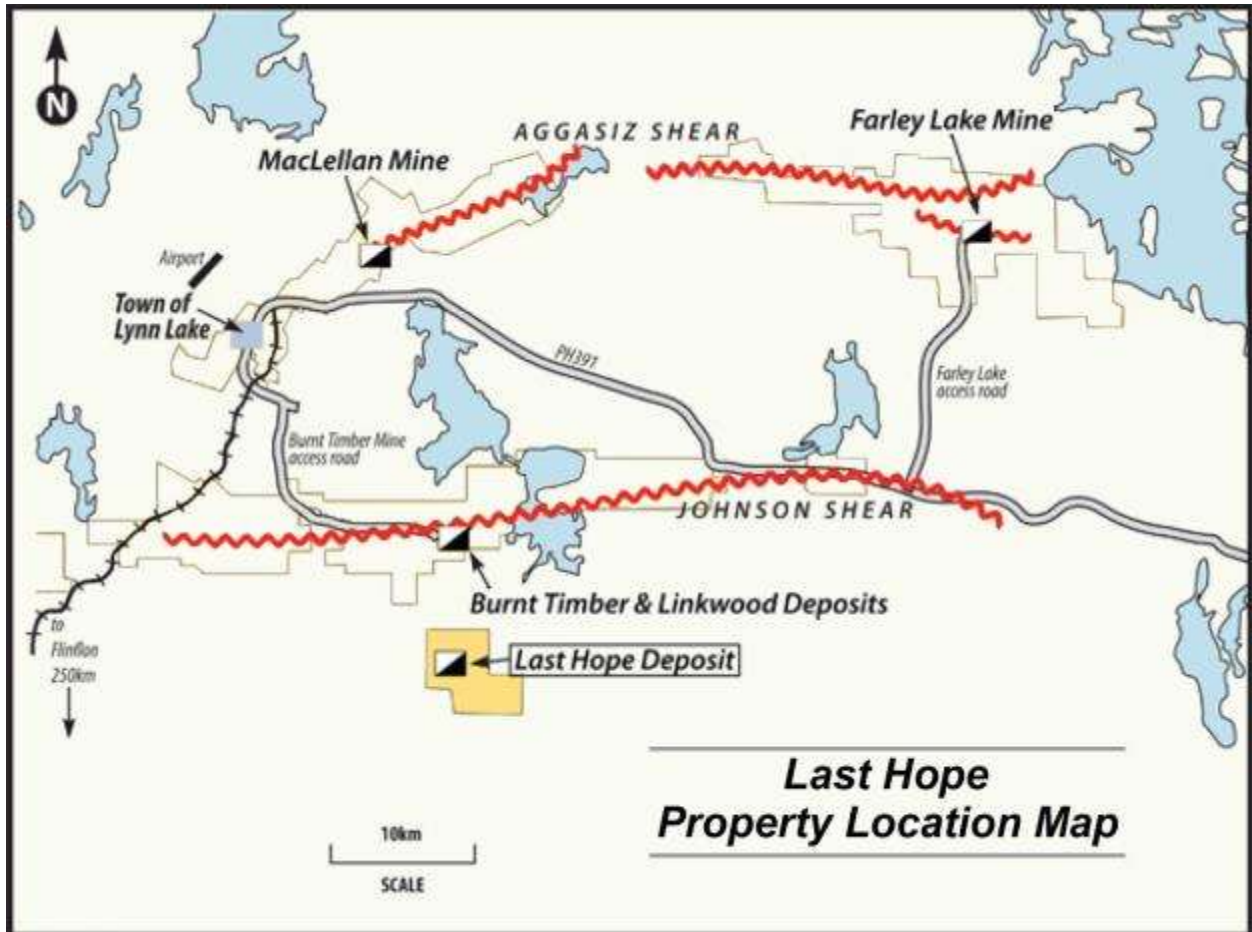 N
AGGASIZ SHEAR
Farley Lake Mine
MacLellan Mine
Airport
Town of
Lynn Lake
PH391
Farley Lake
access road
Burnt Timber Mine
access road
JOHNSON SHEAR
Burnt Timber & Linkwood Deposits
to
Flinflon
250km
Last Hope Deposit
Last Hope
Property Location Map
10km
SCALE